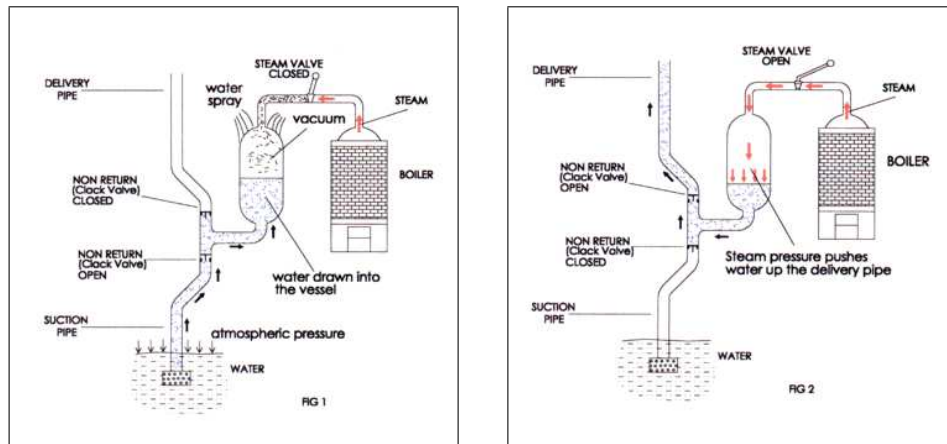 STEAM VALVE
CLOSED
DELIVERY
PIPE
water
spray
vacuum
STEAM
BOILER
NON RETURN
(Clack Valve)
CLOSED
NON RETURN
(Clack Valve)
OPEN
water drawn into
the vessel
SUCTION
PIPE
atmospheric pressure
WATER
FIG 1
STEAM VALVE
OPEN
DELIVERY
PIPE
STEAM
BOILER
NON RETURN
(Clack Valve)
OPEN
NON RETURN
(Clack Valve)
CLOSED
Steam pressure pushes
water up the delivery pipe
SUCTION
PIPE
WATER
FIG 2